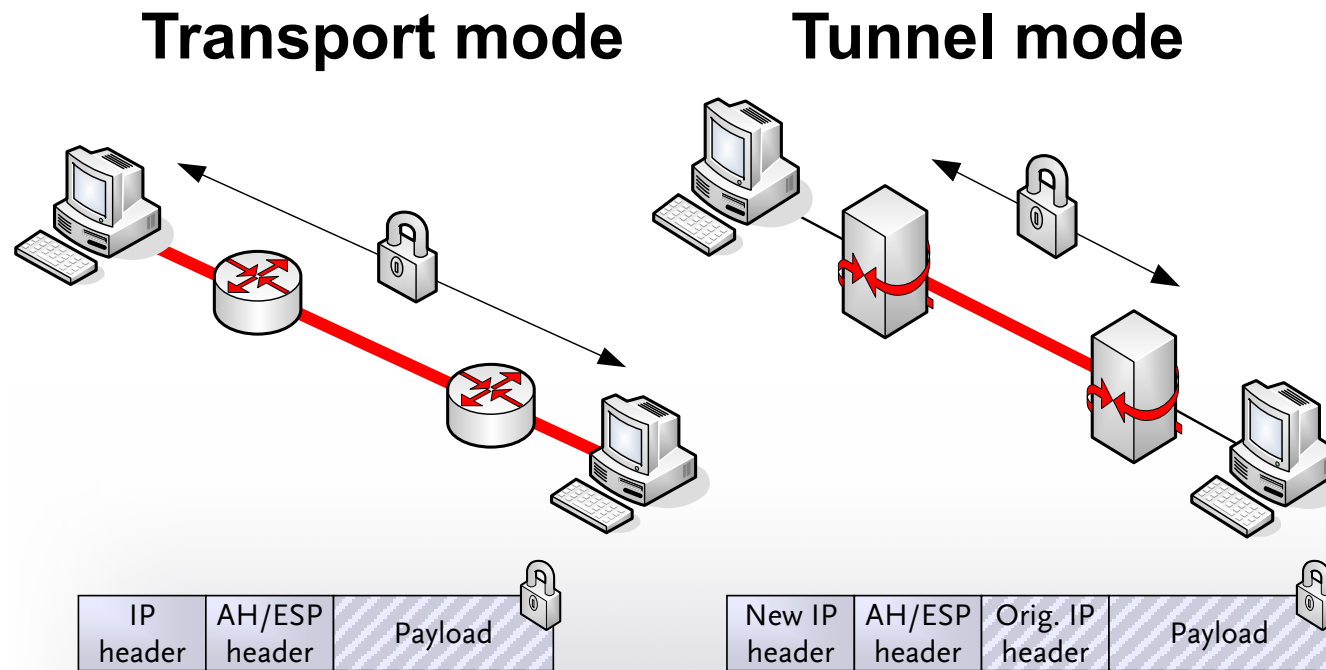 Transport mode
Tunnel mode
IP header
AH/ESP header
Payload
New IP header
AH/ESP header
Orig. IP header
Payload